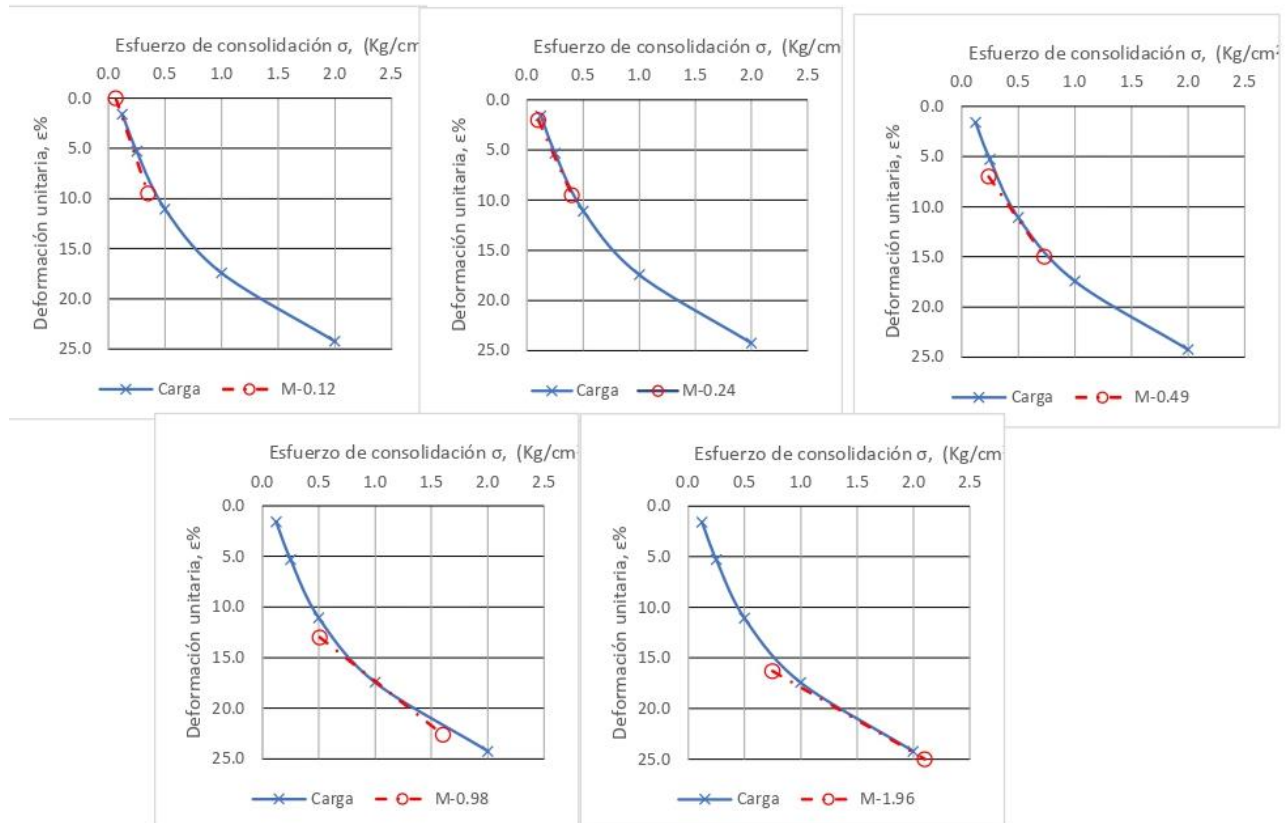 Esfuerzo de consolidación σ, (Kg/cm
0.0 0.5 1.0 1.5 2.0 2.5
0.0
5.0
10.0
15.0
20.0
25.0
Deformación unitaria, ε%
Carga M-0.12
Esfuerzo de consolidación σ, (Kg/cm
0.0 0.5 1.0 1.5 2.0 2.5
0.0
5.0
10.0
15.0
20.0
25.0
Deformación unitaria, ε%
Carga M-0.24
Esfuerzo de consolidación σ, (Kg/cm²
0.0 0.5 1.0 1.5 2.0 2.5
0.0
5.0
10.0
15.0
20.0
25.0
Deformación unitaria, ε%
Carga M-0.49
Esfuerzo de consolidación σ, (Kg/cm
0.0 0.5 1.0 1.5 2.0 2.5
0.0
5.0
10.0
15.0
20.0
25.0
Deformación unitaria, ε%
Carga M-0.98
Esfuerzo de consolidación σ, (Kg/cm
0.0 0.5 1.0 1.5 2.0 2.5
0.0
5.0
10.0
15.0
20.0
25.0
Deformación unitaria, ε%
Carga M-1.96